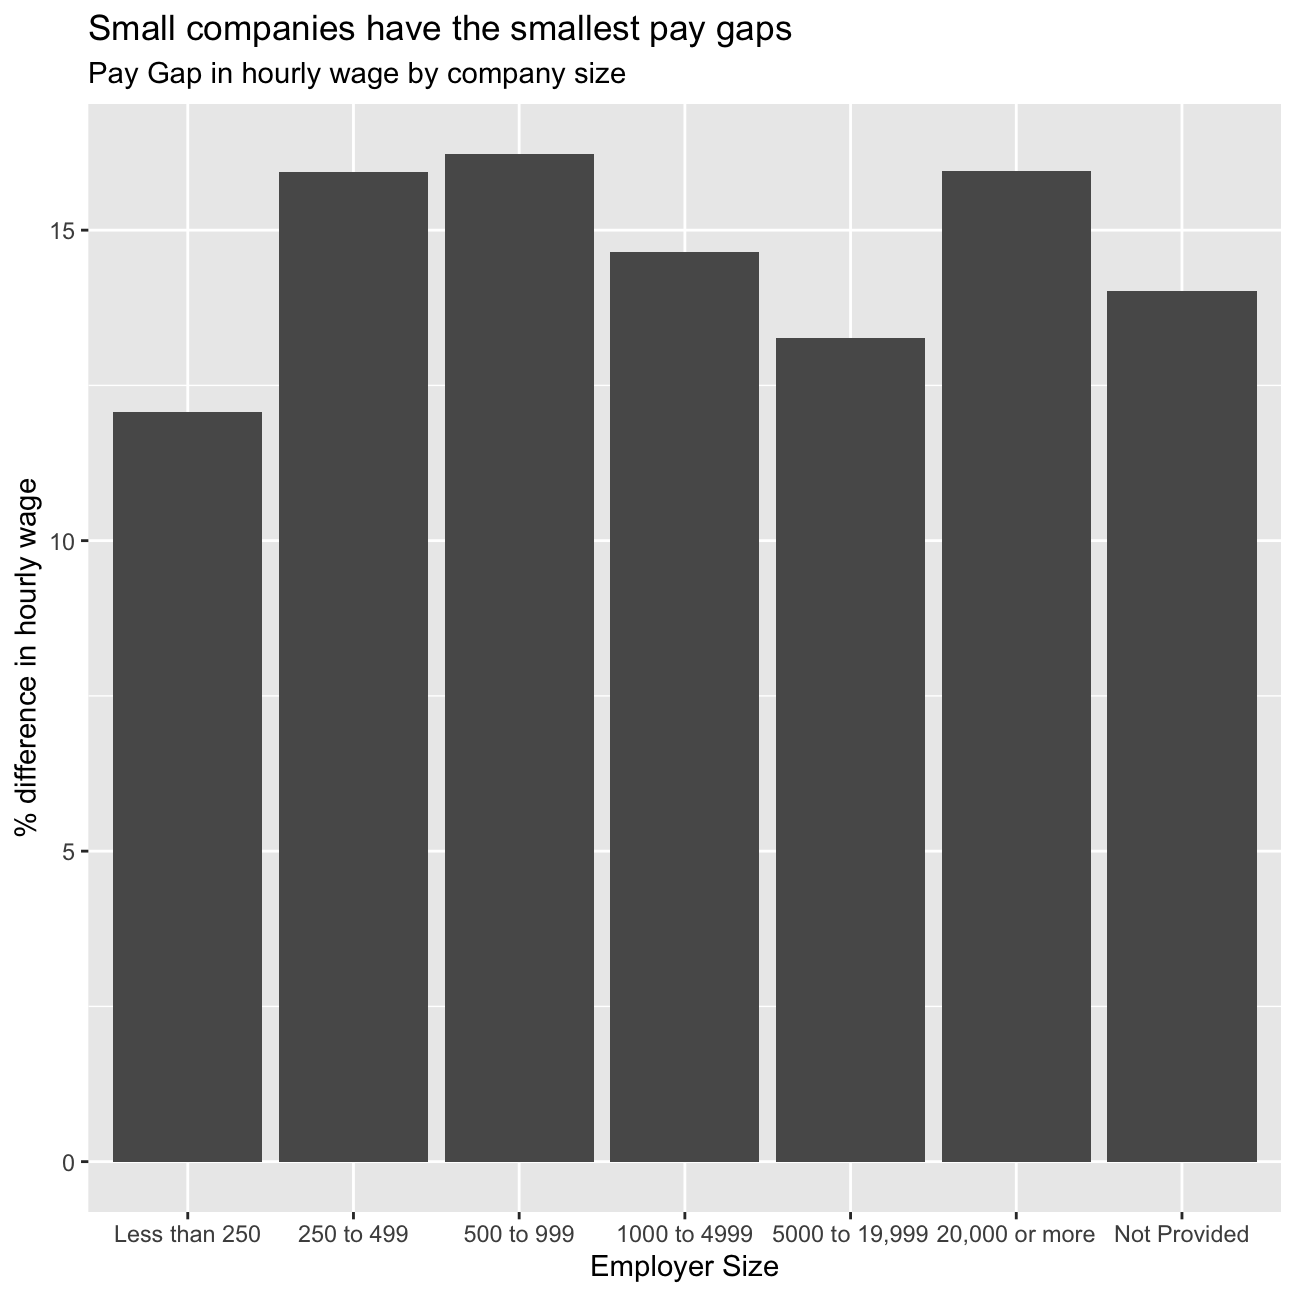 Small companies have the smallest pay gaps
Pay Gap in hourly wage by company size
% difference in hourly wage
15
10
5
0
Less than 250
250 to 499
500 to 999
1000 to 4999
5000 to 19,999
20,000 or more
Not Provided
Employer Size